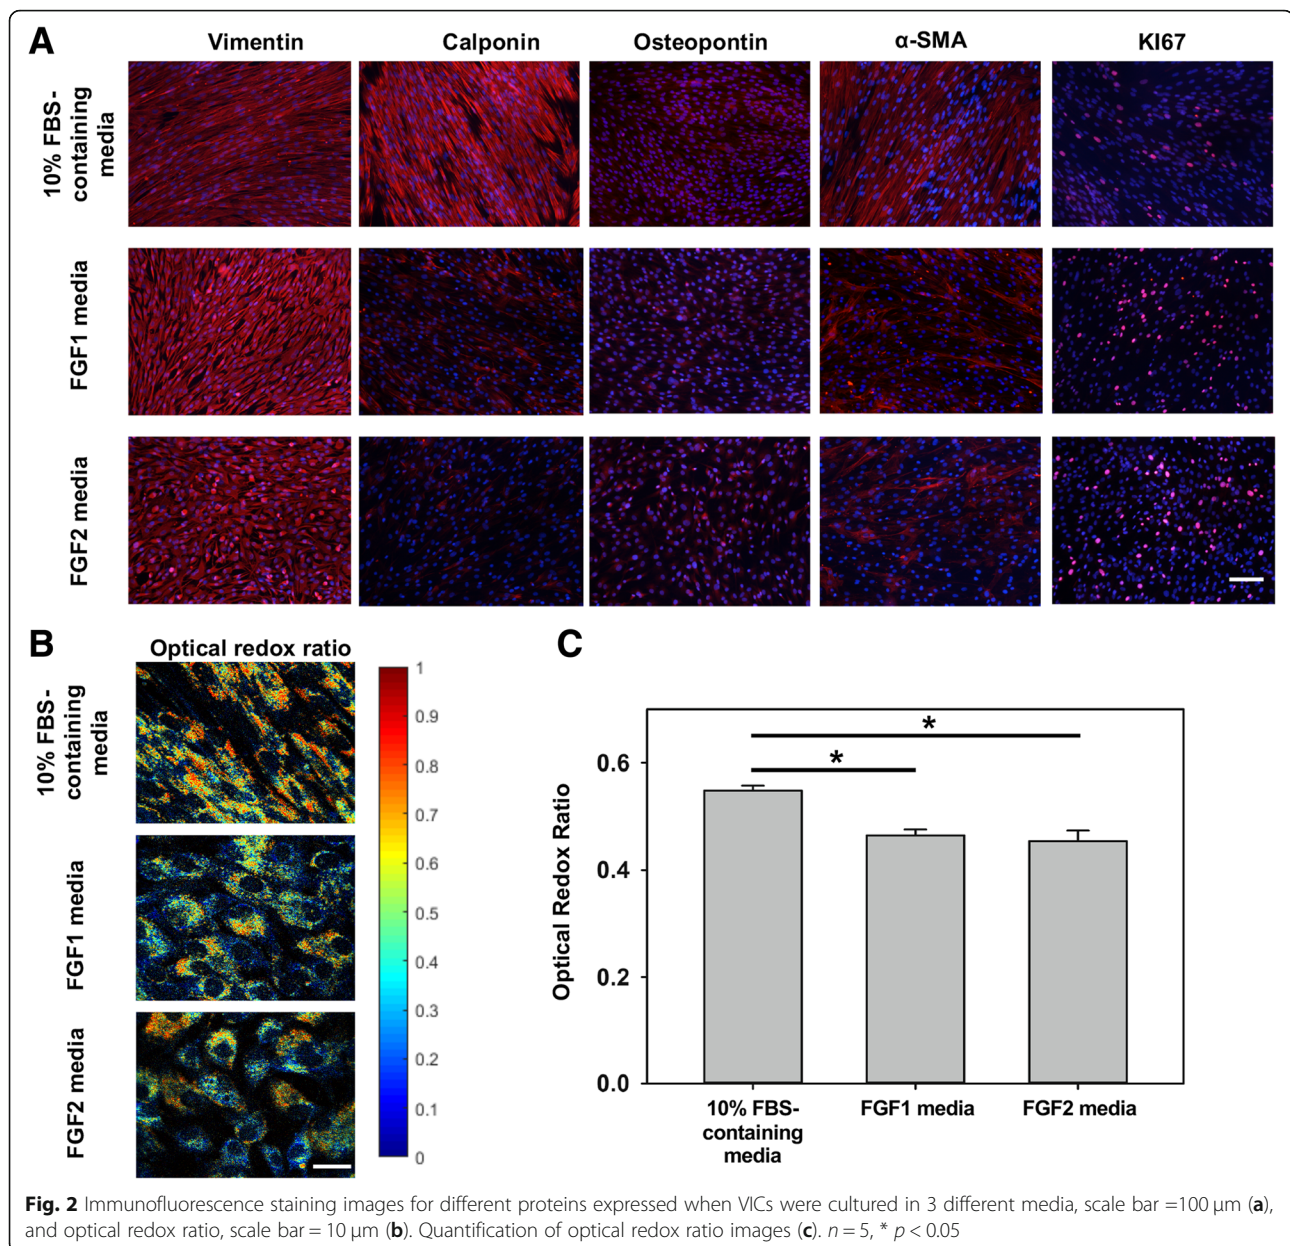 A
Vimentin Calponin Osteopontin α-SMA KI67
10% FBS-
containing
media
FGF1 media
FGF2 media
B
Optical redox ratio
10% FBS-
containing
media
FGF1 media
FGF2 media
1
0.9
0.8
0.7
0.6
0.5
0.4
0.3
0.2
0.1
0
C
Optical Redox Ratio
0.6
0.4
0.2
0.0
*
*
10% FBS-
containing
media
FGF1 media
FGF2 media
Fig. 2 Immunofluorescence staining images for different proteins expressed when VICs were cultured in 3 different media, scale bar =100 μm (a),
and optical redox ratio, scale bar = 10 μm (b). Quantification of optical redox ratio images (c). n = 5, * p < 0.05